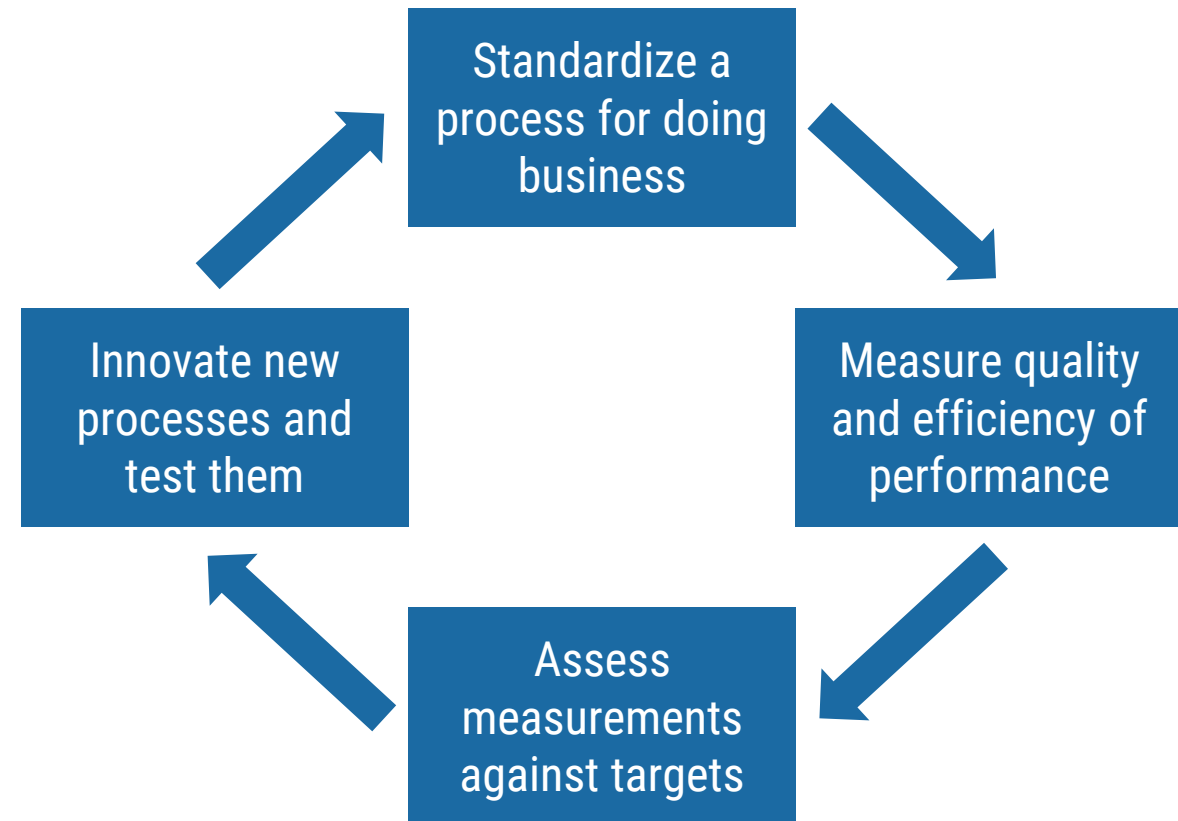 Standardize a
process for doing
business
Measure quality
and efficiency of
performance
Assess
measurements
against targets
Innovate new
processes and
test them